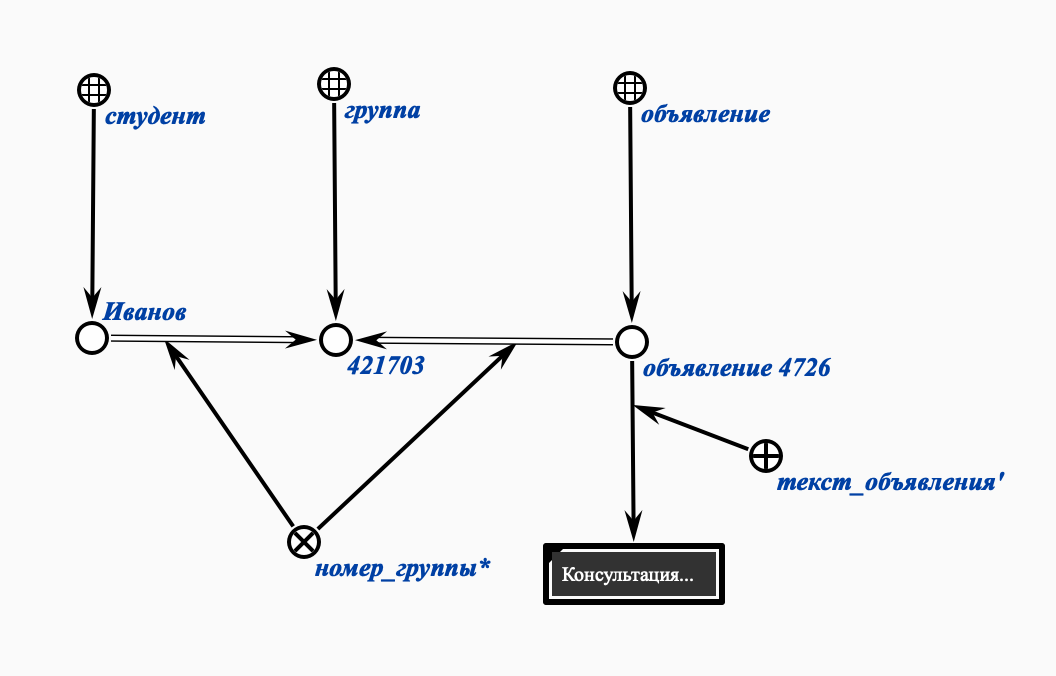 студент
группа
объявление
Иванов
421703
объявление 4726
текст_объявления'
номер_группы*
Консультация...